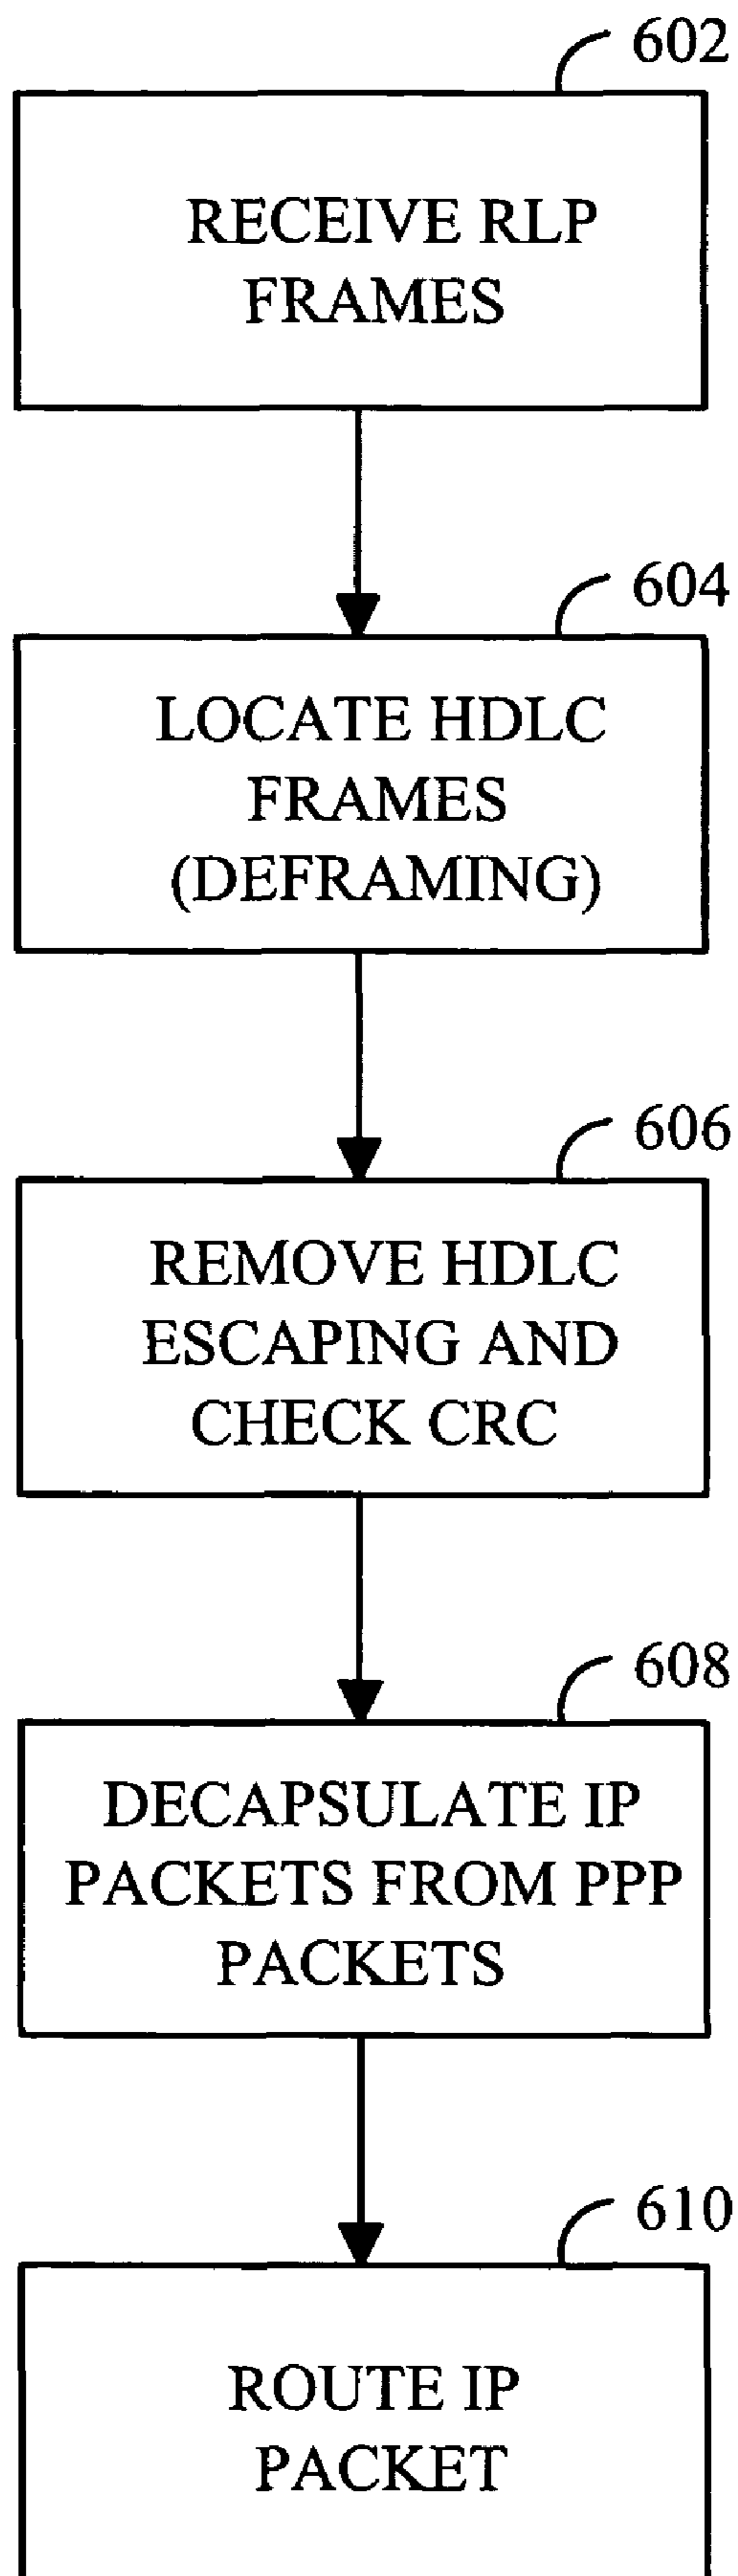 602
RECEIVE RLP
FRAMES
604
LOCATE HDLC
FRAMES
(DEFRAMING)
606
REMOVE HDLC
ESCAPING AND
CHECK CRC
608
DECAPSULATE IP
PACKETS FROM PPP
PACKETS
610
ROUTE IP
PACKET